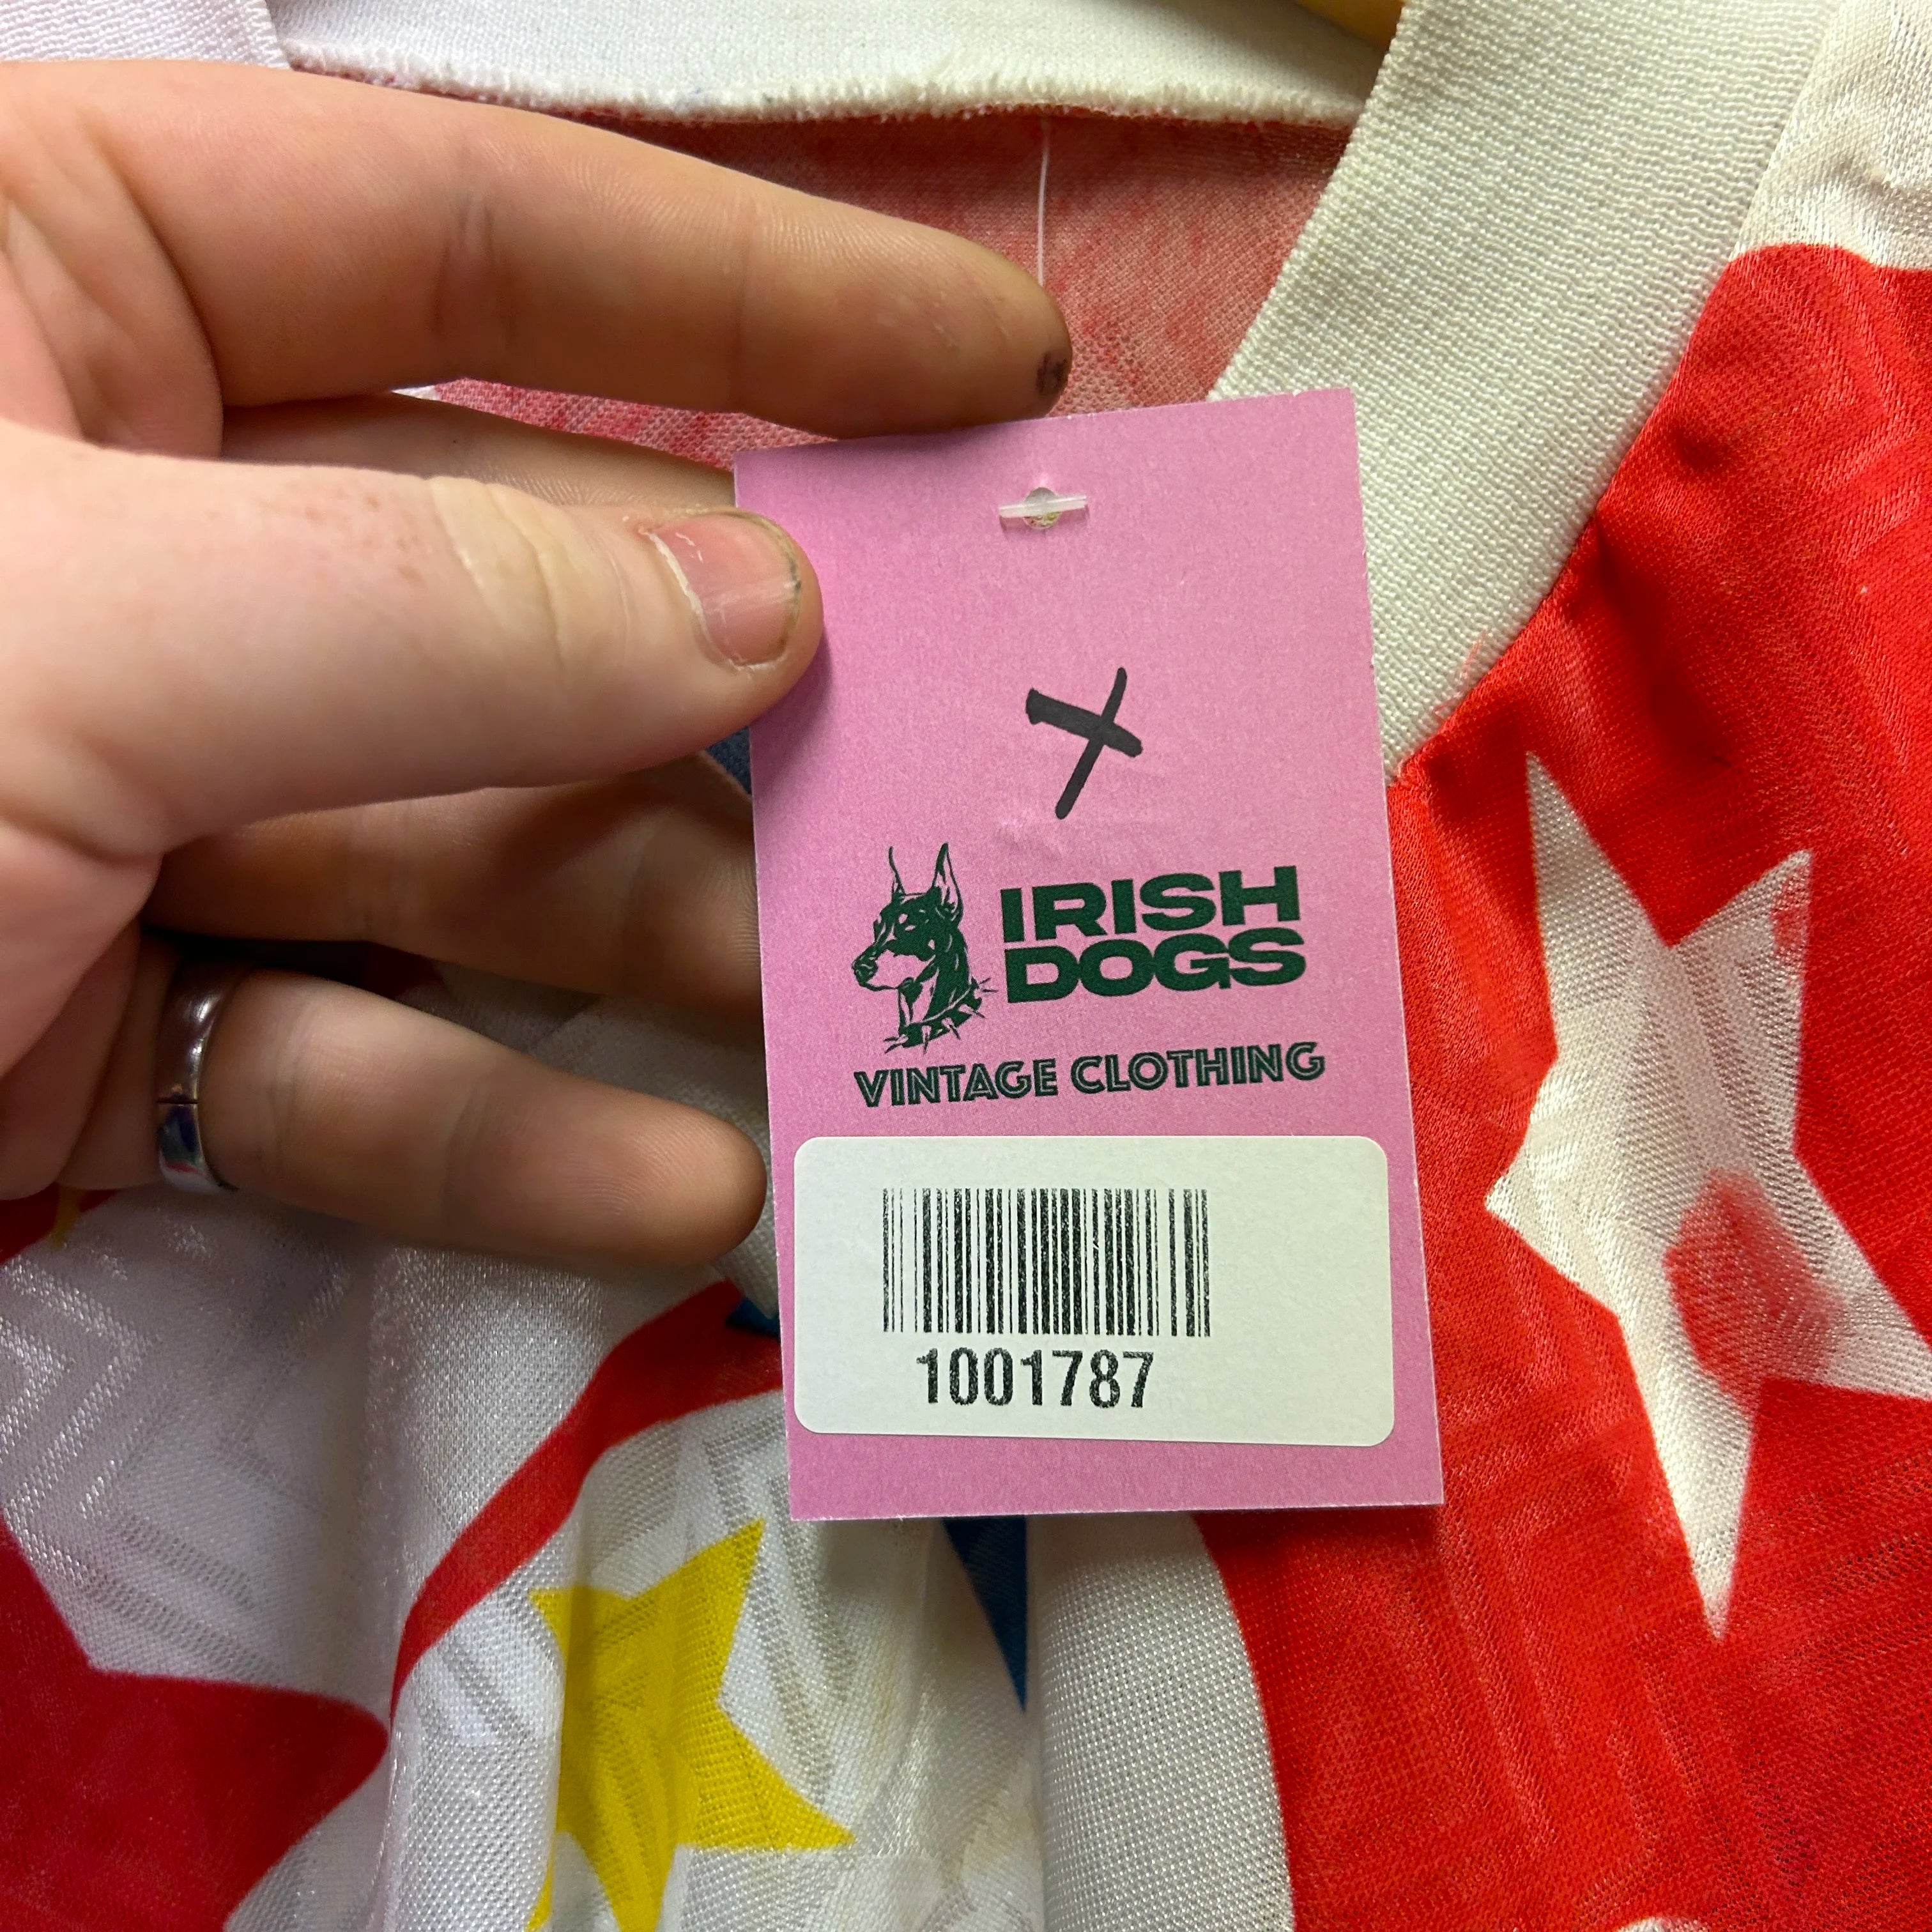 X
IRISH
DOGS
VINTAGE CLOTHING
1001787